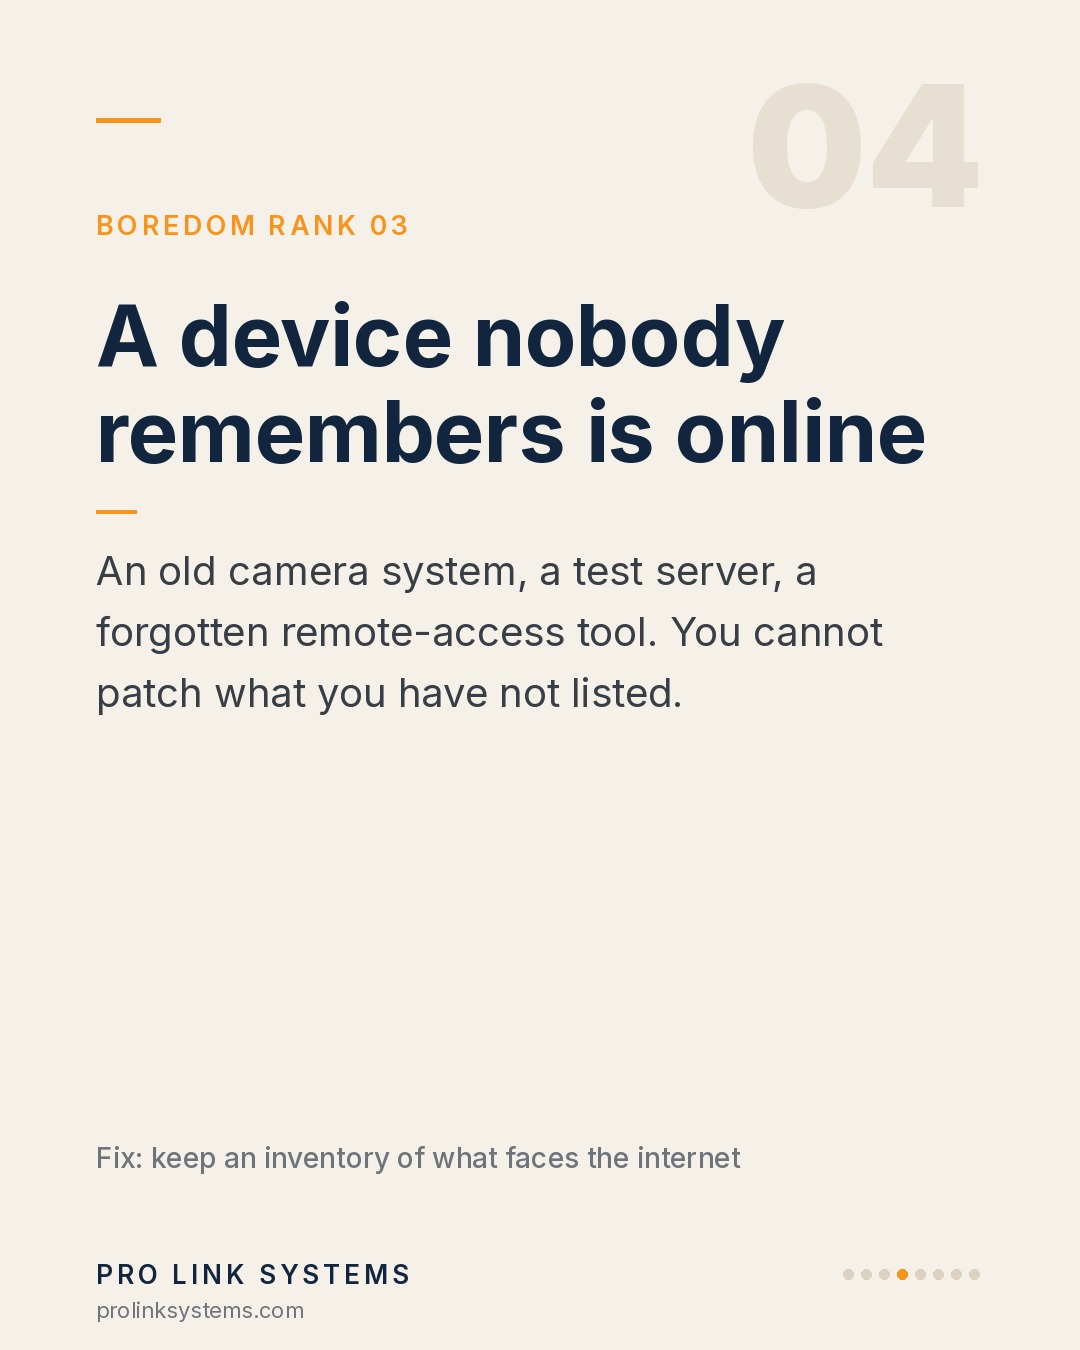 04
BOREDOM RANK 03
A device nobody
remembers is online
An old camera system, a test server, a
forgotten remote-access tool. You cannot
patch what you have not listed.
Fix: keep an inventory of what faces the internet
PRO LINK SYSTEMS
prolinksystems.com